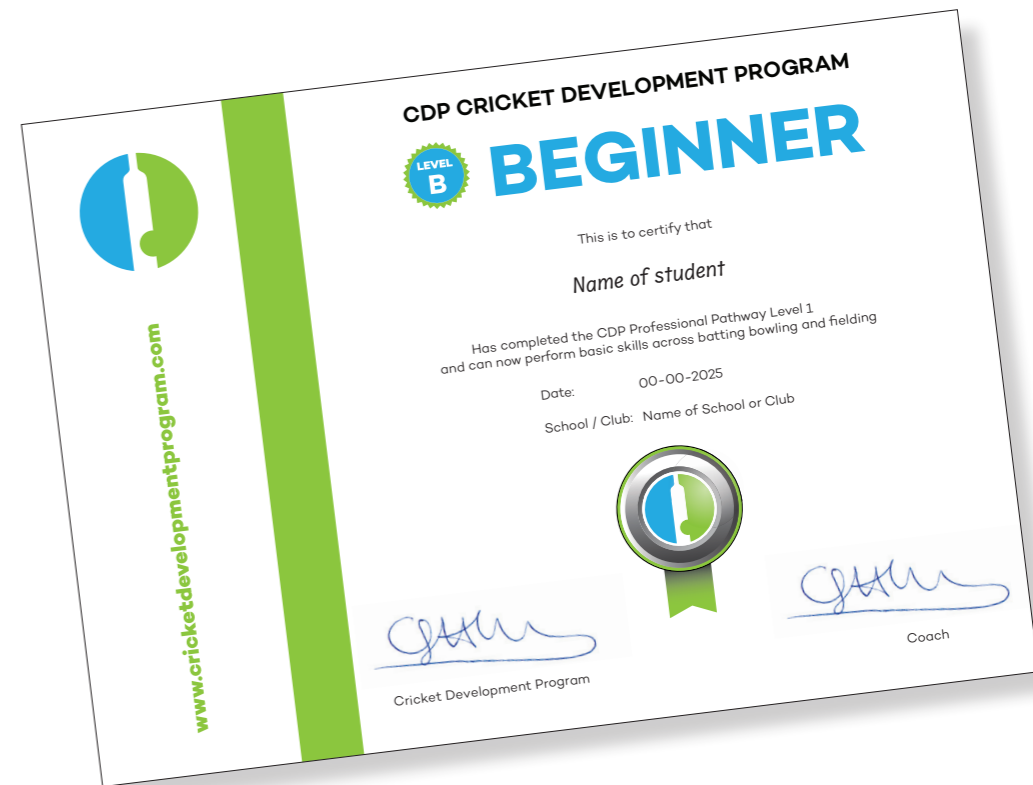 CDP CRICKET DEVELOPMENT PROGRAM
LEVEL
B
BEGINNER
This is to certify that
Name of student
Has completed the CDP Professional Pathway Level 1
and can now perform basic skills across batting bowling and fielding
Date: 00-00-2025
School / Club: Name of School or Club
Cricket Development Program
Coach
www.cricketdevelopmentprogram.com